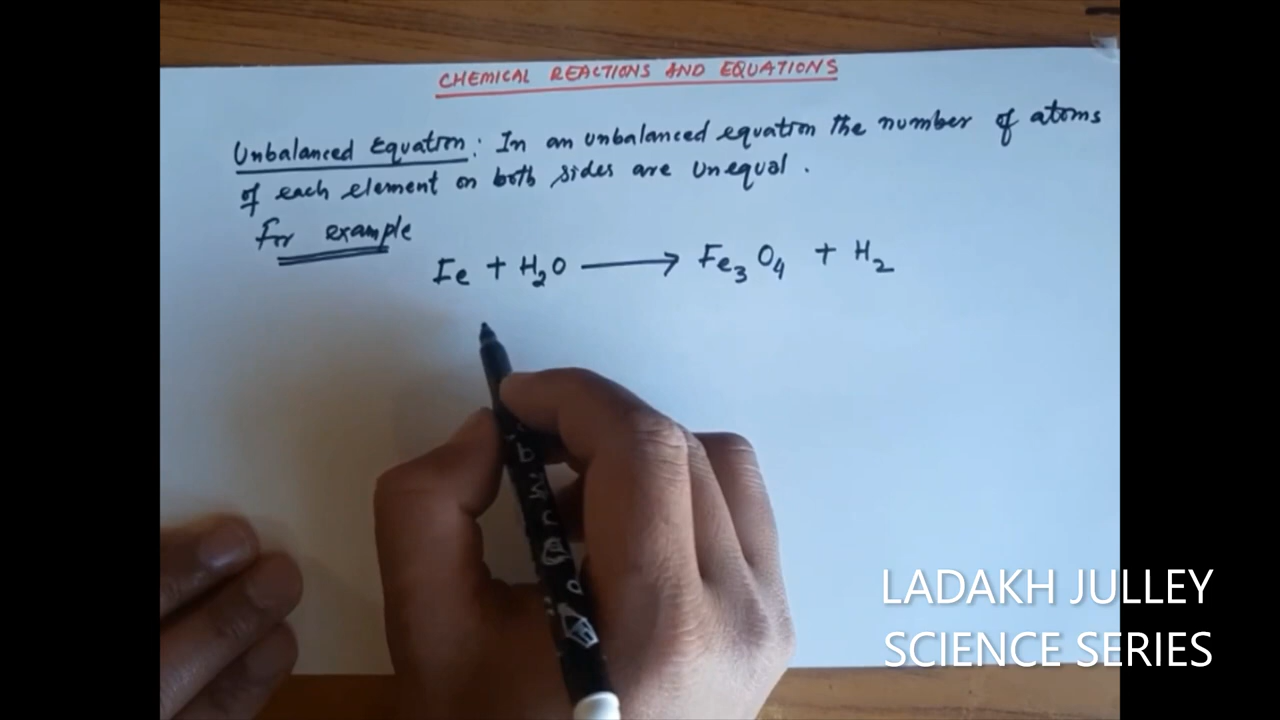 CHEMICAL REACTIONS AND EQUATIONS
Unbalanced Equation: In an unbalanced equation the number of atoms
of each element on both sides are unequal.
For example
Fe + H₂O ⟶ Fe₃O₄ + H₂
LADAKH JULLEY
SCIENCE SERIES